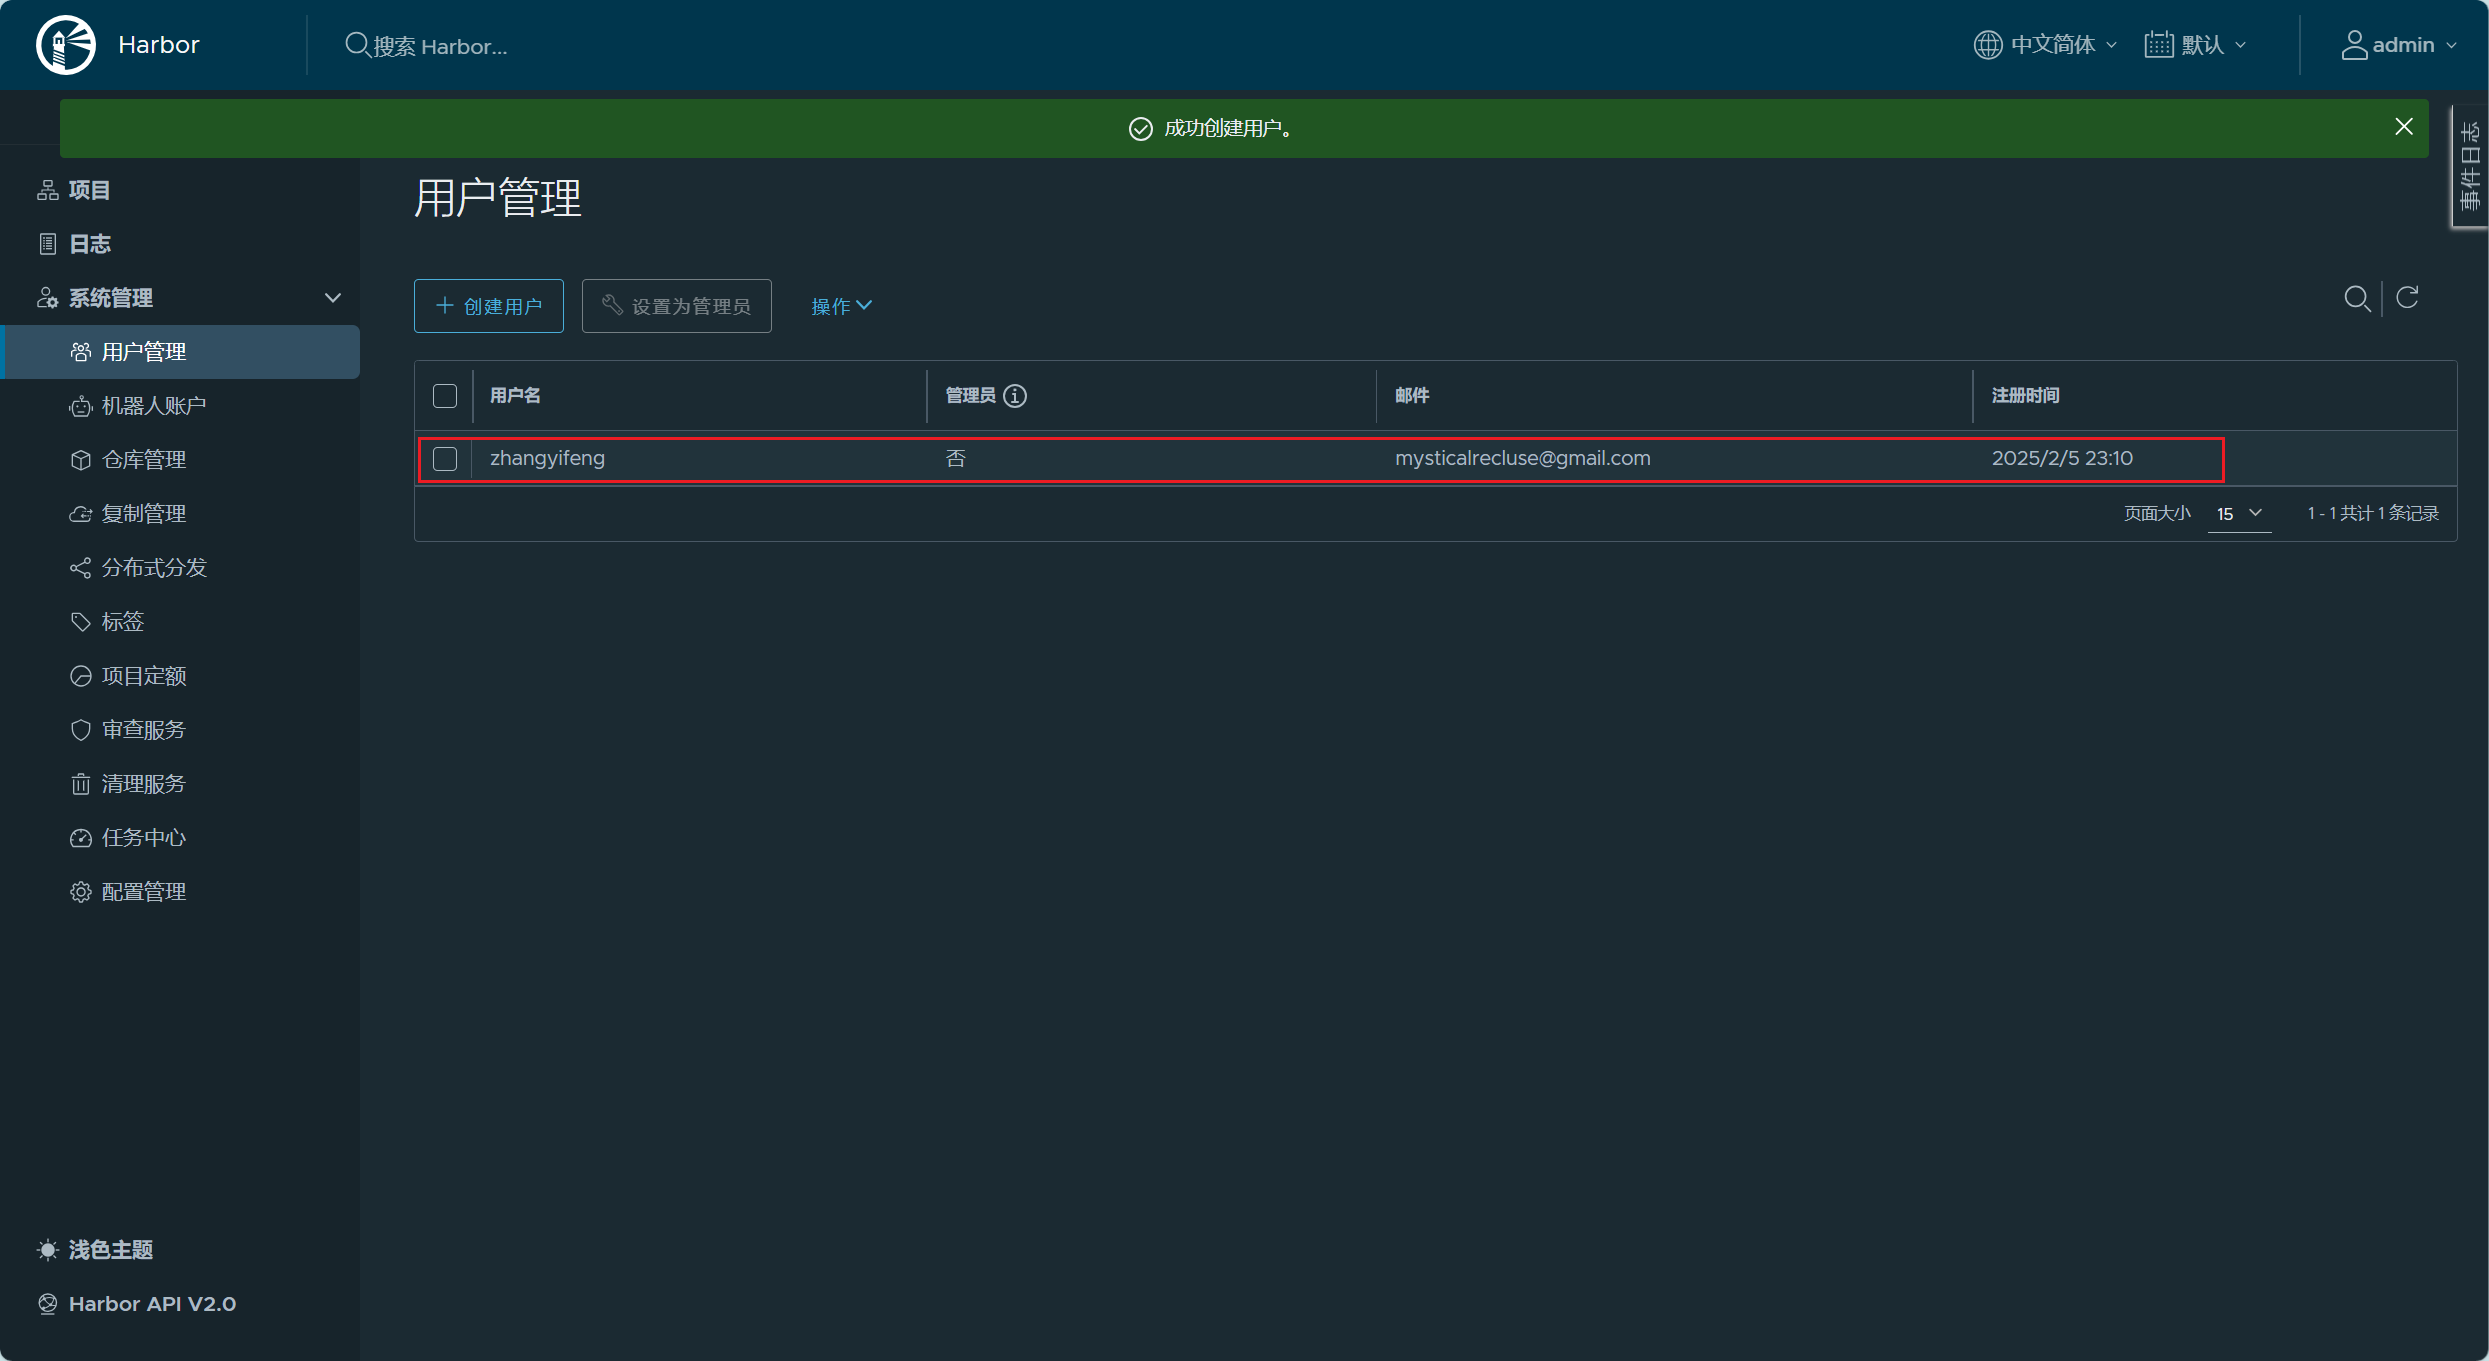 Harbor
搜索 Harbor...
中文简体
默认
admin
成功创建用户。
事件日志
项目
日志
系统管理
用户管理
机器人账户
仓库管理
复制管理
分布式分发
标签
项目定额
审查服务
清理服务
任务中心
配置管理
浅色主题
Harbor API V2.0
用户管理
创建用户
设置为管理员
操作
用户名 管理员 邮件 注册时间
zhangyifeng 否 mysticalrecluse@gmail.com 2025/2/5 23:10
页面大小 15 1 - 1 共计 1 条记录